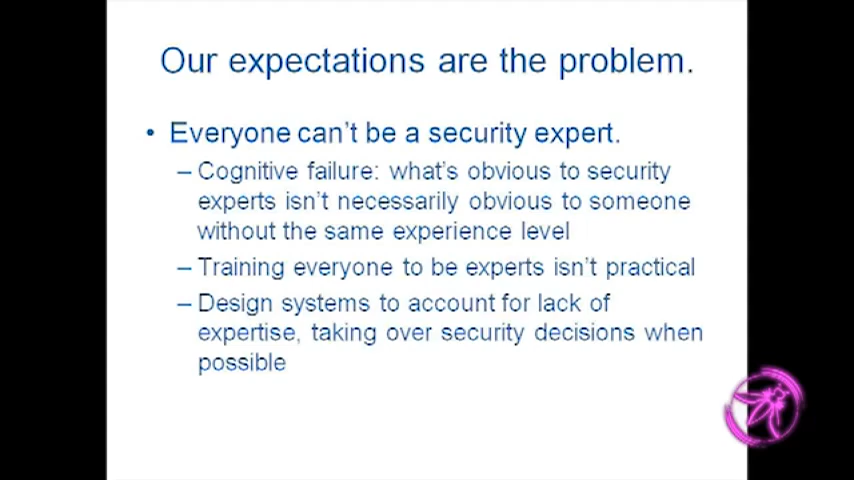 Our expectations are the problem.
• Everyone can't be a security expert.
– Cognitive failure: what's obvious to security
experts isn't necessarily obvious to someone
without the same experience level
– Training everyone to be experts isn't practical
– Design systems to account for lack of
expertise, taking over security decisions when
possible